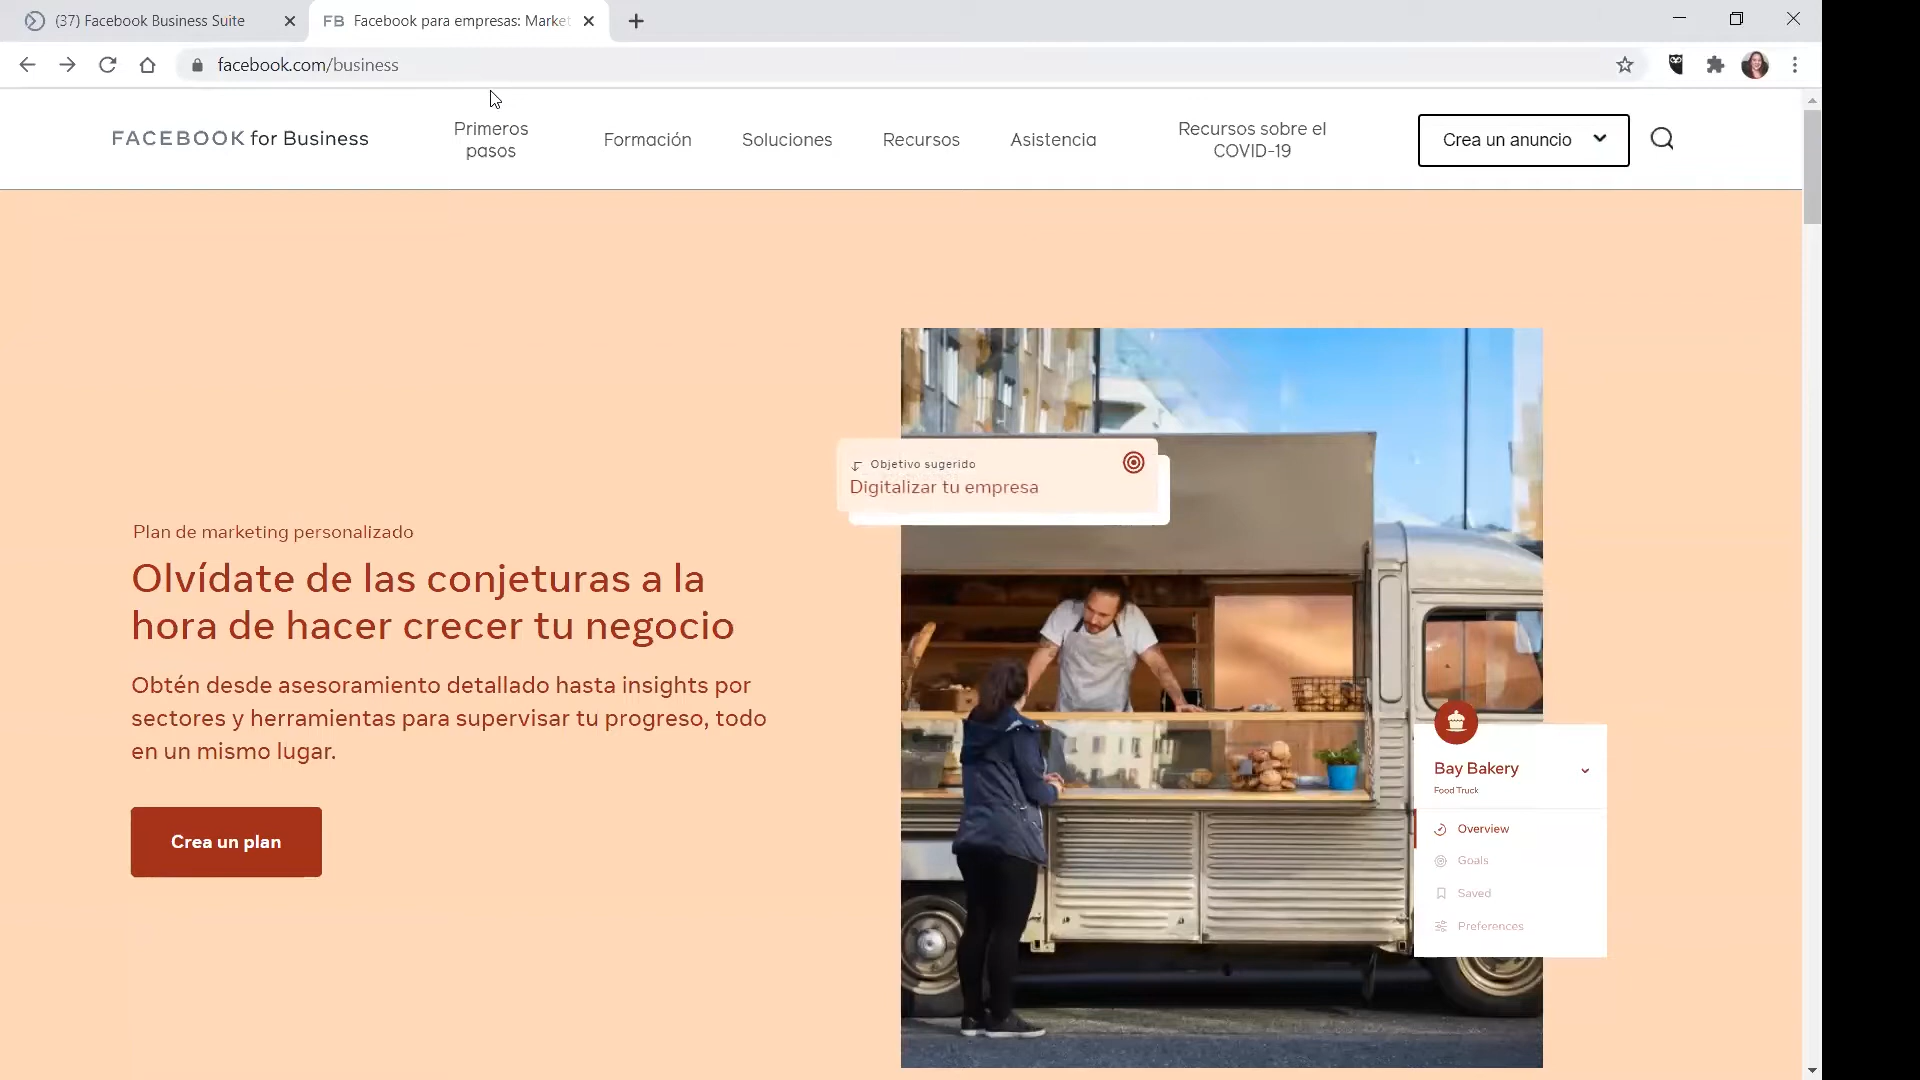 (37) Facebook Business Suite
FB Facebook para empresas: Market
facebook.com/business
FACEBOOK for Business
Primeros
pasos
Formación
Soluciones
Recursos
Asistencia
Recursos sobre el
COVID-19
Crea un anuncio
Objetivo sugerido
Digitalizar tu empresa
Plan de marketing personalizado
Olvídate de las conjeturas a la
hora de hacer crecer tu negocio
Obtén desde asesoramiento detallado hasta insights por
sectores y herramientas para supervisar tu progreso, todo
en un mismo lugar.
Crea un plan
Bay Bakery
Food Truck
Overview
Goals
Saved
Preferences